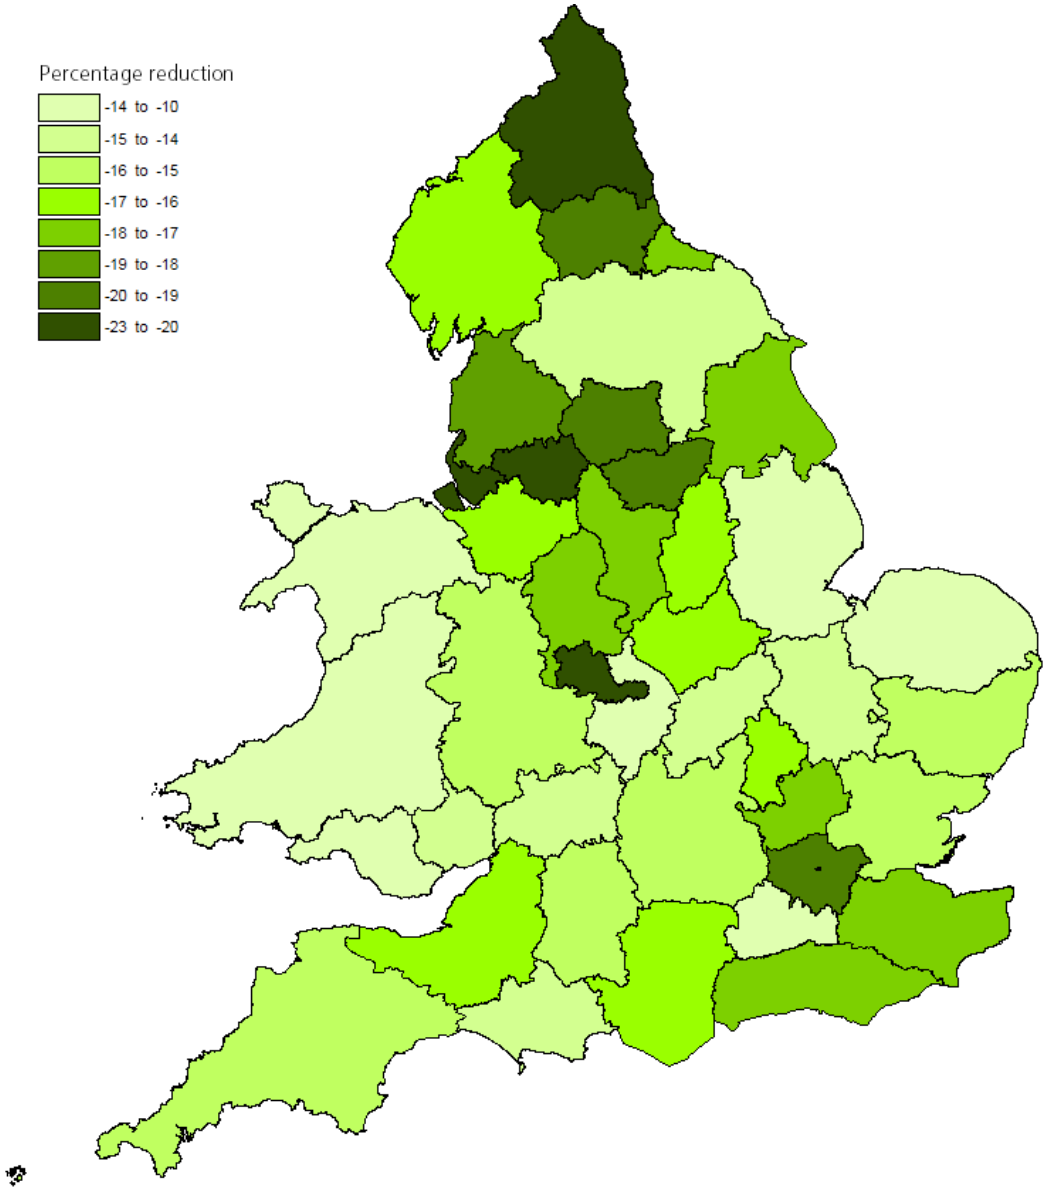 Percentage reduction
-14 to -10
-15 to -14
-16 to -15
-17 to -16
-18 to -17
-19 to -18
-20 to -19
-23 to -20